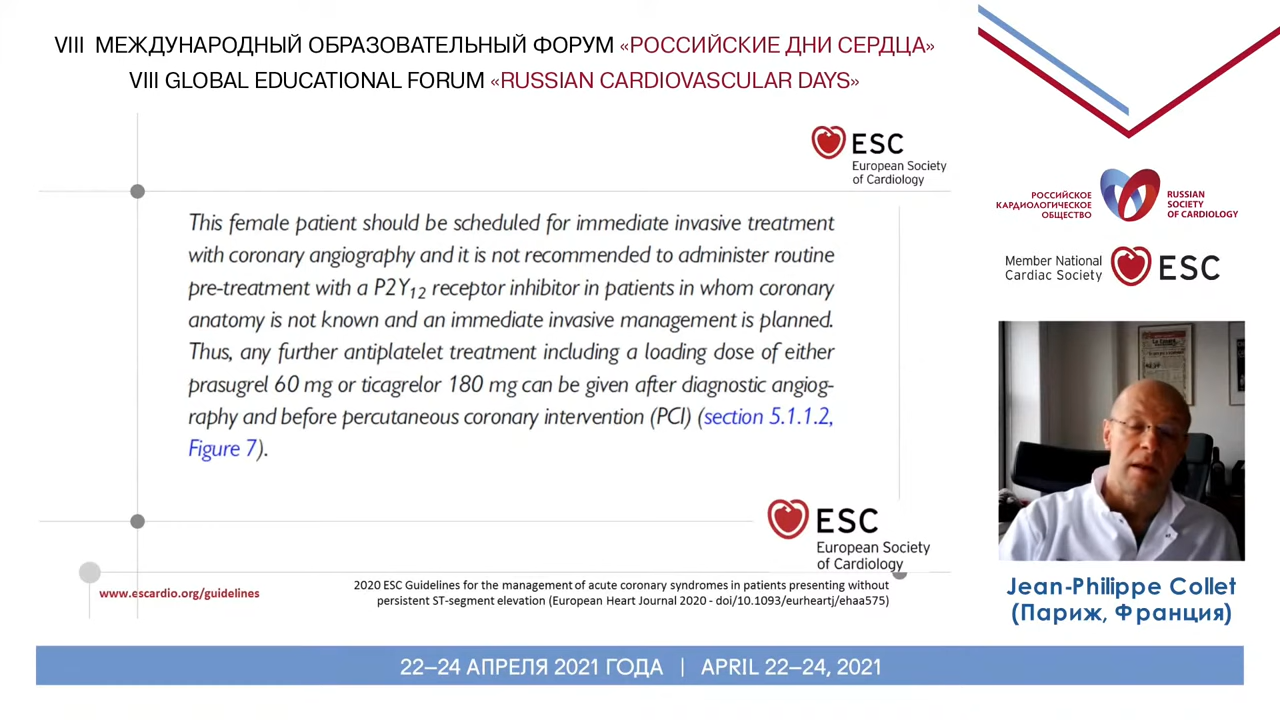 VIII МЕЖДУНАРОДНЫЙ ОБРАЗОВАТЕЛЬНЫЙ ФОРУМ «РОССИЙСКИЕ ДНИ СЕРДЦА»
VIII GLOBAL EDUCATIONAL FORUM «RUSSIAN CARDIOVASCULAR DAYS»
ESC
European Society
of Cardiology
This female patient should be scheduled for immediate invasive treatment
with coronary angiography and it is not recommended to administer routine
pre-treatment with a P2Y12 receptor inhibitor in patients in whom coronary
anatomy is not known and an immediate invasive management is planned.
Thus, any further antiplatelet treatment including a loading dose of either
prasugrel 60 mg or ticagrelor 180 mg can be given after diagnostic angiog-
raphy and before percutaneous coronary intervention (PCI) (section 5.1.1.2,
Figure 7).
ESC
European Society
of Cardiology
www.escardio.org/guidelines
2020 ESC Guidelines for the management of acute coronary syndromes in patients presenting without
persistent ST-segment elevation (European Heart Journal 2020 - doi/10.1093/eurheartj/ehaa575)
РОССИЙСКОЕ
КАРДИОЛОГИЧЕСКОЕ
ОБЩЕСТВО
RUSSIAN
SOCIETY
OF CARDIOLOGY
Member National
Cardiac Society
ESC
Jean-Philippe Collet
(Париж, Франция)
22–24 АПРЕЛЯ 2021 ГОДА | APRIL 22–24, 2021